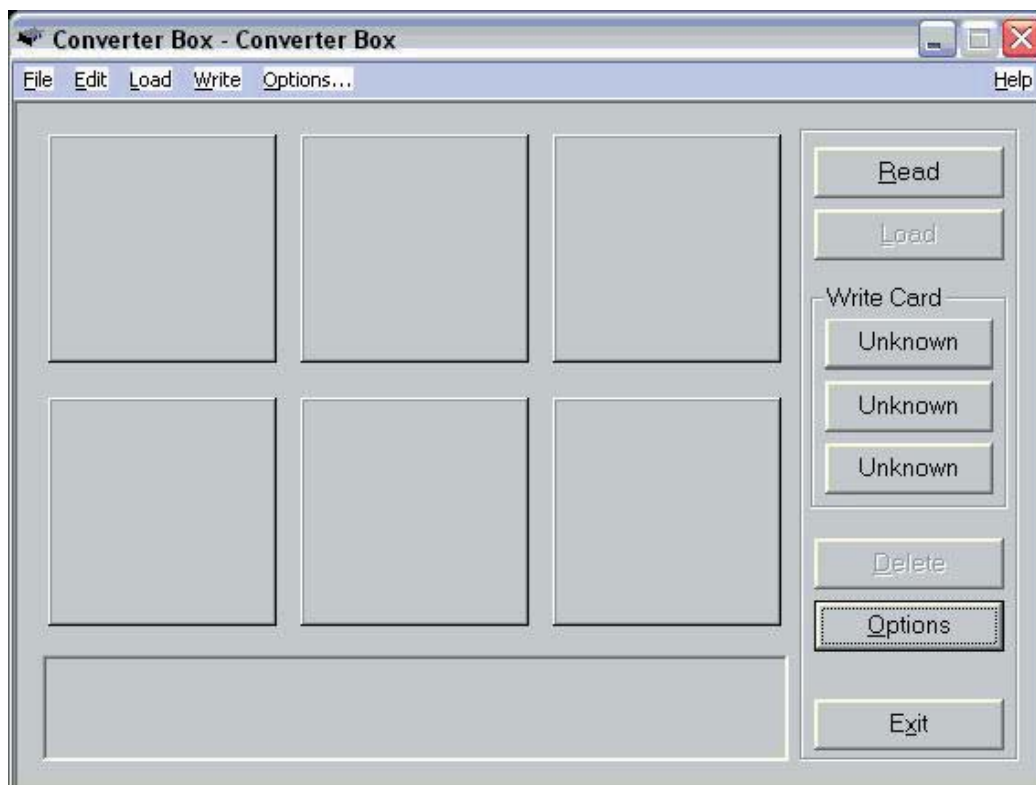 Converter Box - Converter Box
File Edit Load Write Options... Help
Read
Load
Write Card
Unknown
Unknown
Unknown
Delete
Options
Exit